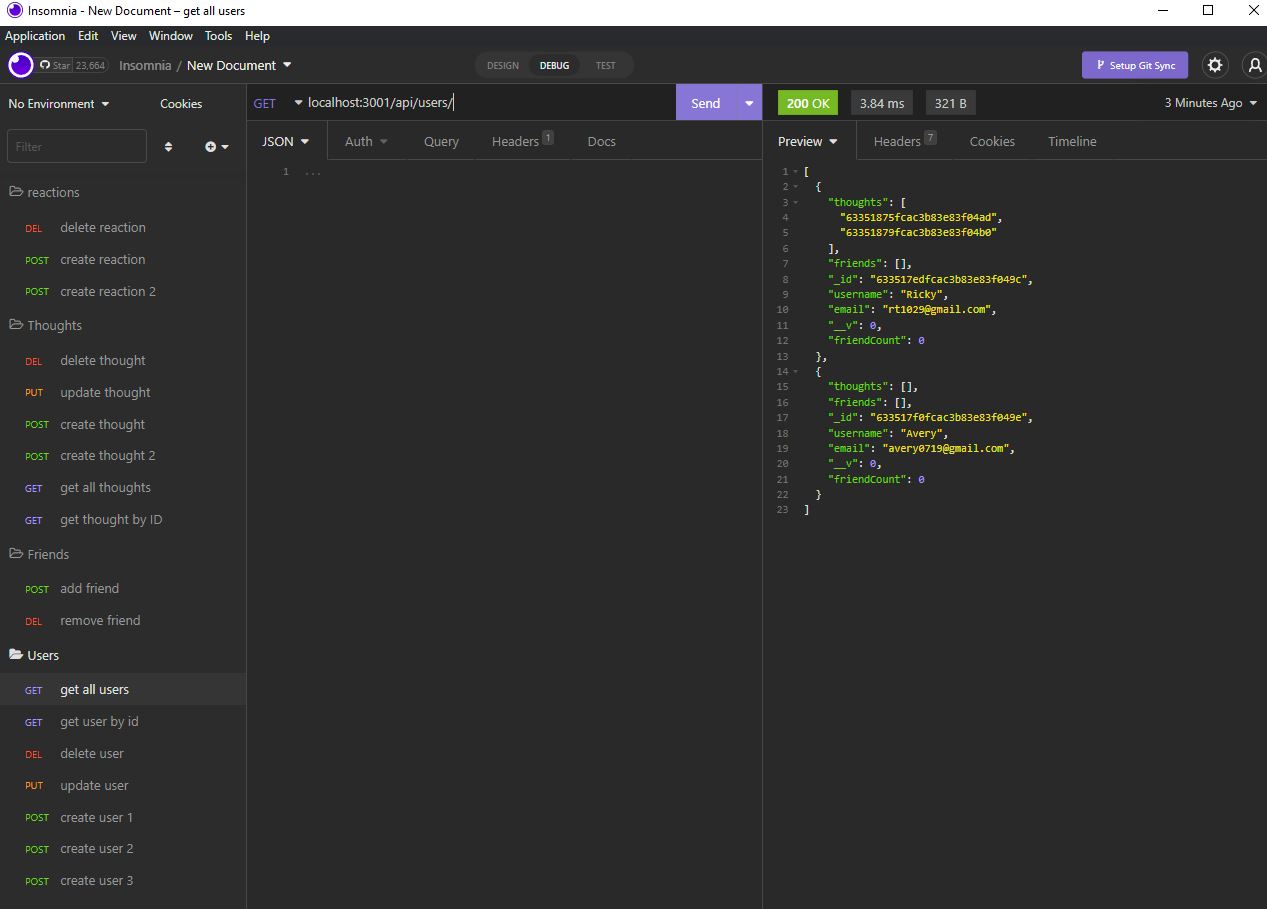 Insomnia - New Document – get all users
Application Edit View Window Tools Help
Star 23,664 Insomnia / New Document DESIGN DEBUG TEST Setup Git Sync
No Environment Cookies
Filter
reactions
DEL delete reaction
POST create reaction
POST create reaction 2
Thoughts
DEL delete thought
PUT update thought
POST create thought
POST create thought 2
GET get all thoughts
GET get thought by ID
Friends
POST add friend
DEL remove friend
Users
GET get all users
GET get user by id
DEL delete user
PUT update user
POST create user 1
POST create user 2
POST create user 3
GET localhost:3001/api/users/ Send
JSON Auth Query Headers 1 Docs
1 ...
200 OK 3.84 ms 321 B 3 Minutes Ago
Preview Headers 7 Cookies Timeline
1 [
2 {
3 "thoughts": [
4 "63351875fcac3b83e83f04ad",
5 "63351879fcac3b83e83f04b0"
6 ],
7 "friends": [],
8 "_id": "633517edfcac3b83e83f049c",
9 "username": "Ricky",
10 "email": "rt1029@gmail.com",
11 "__v": 0,
12 "friendCount": 0
13 },
14 {
15 "thoughts": [],
16 "friends": [],
17 "_id": "633517f0fcac3b83e83f049e",
18 "username": "Avery",
19 "email": "avery0719@gmail.com",
20 "__v": 0,
21 "friendCount": 0
22 }
23 ]